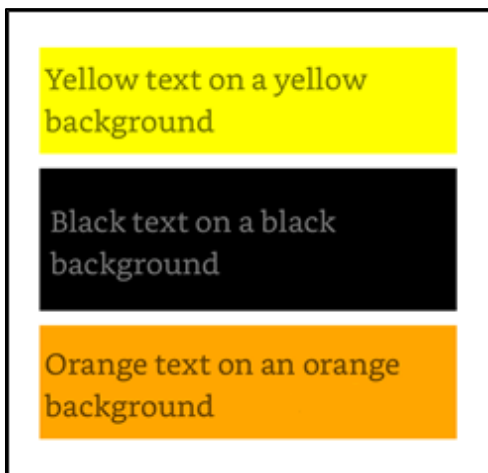 Yellow text on a yellow
background
Black text on a black
background
Orange text on an orange
background